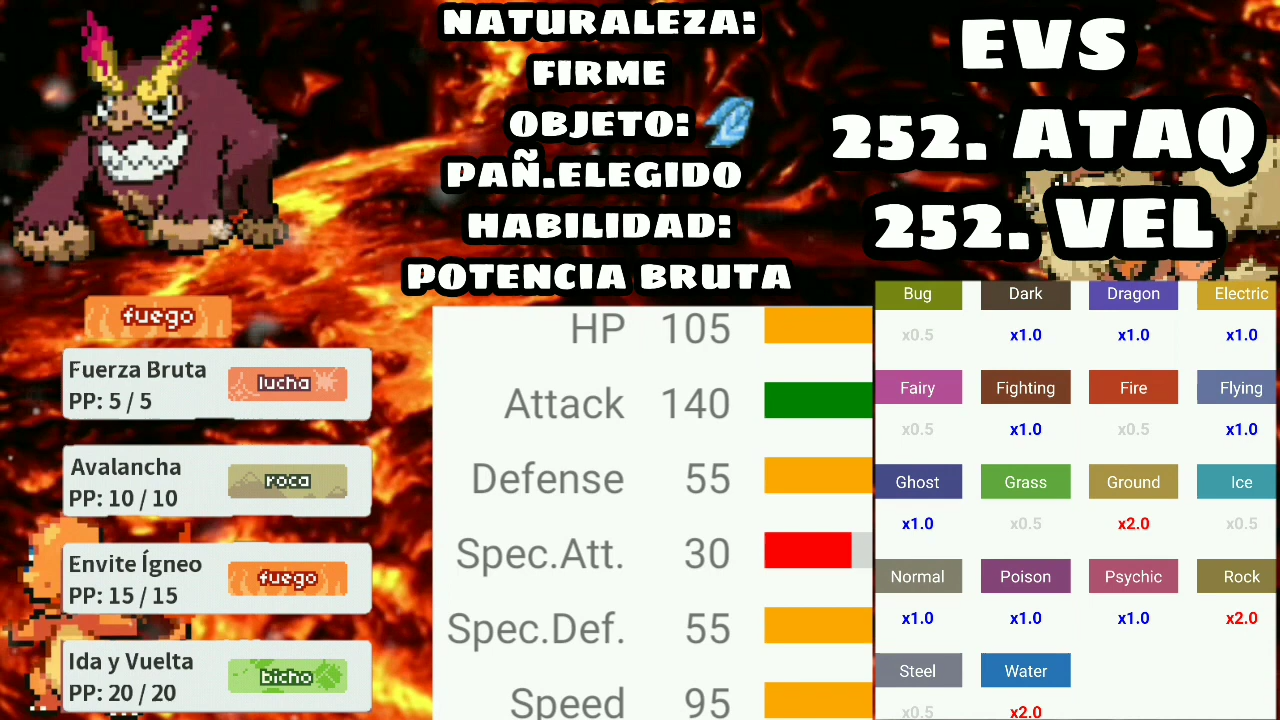 NATURALEZA:
FIRME
OBJETO:
PAÑ.ELEGIDO
HABILIDAD:
POTENCIA BRUTA
EVS
252. ATAQ
252. VEL
fuego
Fuerza Bruta
PP: 5 / 5
lucha
Avalancha
PP: 10 / 10
roca
Envite Ígneo
PP: 15 / 15
fuego
Ida y Vuelta
PP: 20 / 20
bicho
HP 105
Attack 140
Defense 55
Spec.Att. 30
Spec.Def. 55
Speed 95
Bug Dark Dragon Electric
x0.5 x1.0 x1.0 x1.0
Fairy Fighting Fire Flying
x0.5 x1.0 x0.5 x1.0
Ghost Grass Ground Ice
x1.0 x0.5 x2.0 x0.5
Normal Poison Psychic Rock
x1.0 x1.0 x1.0 x2.0
Steel Water
x0.5 x2.0